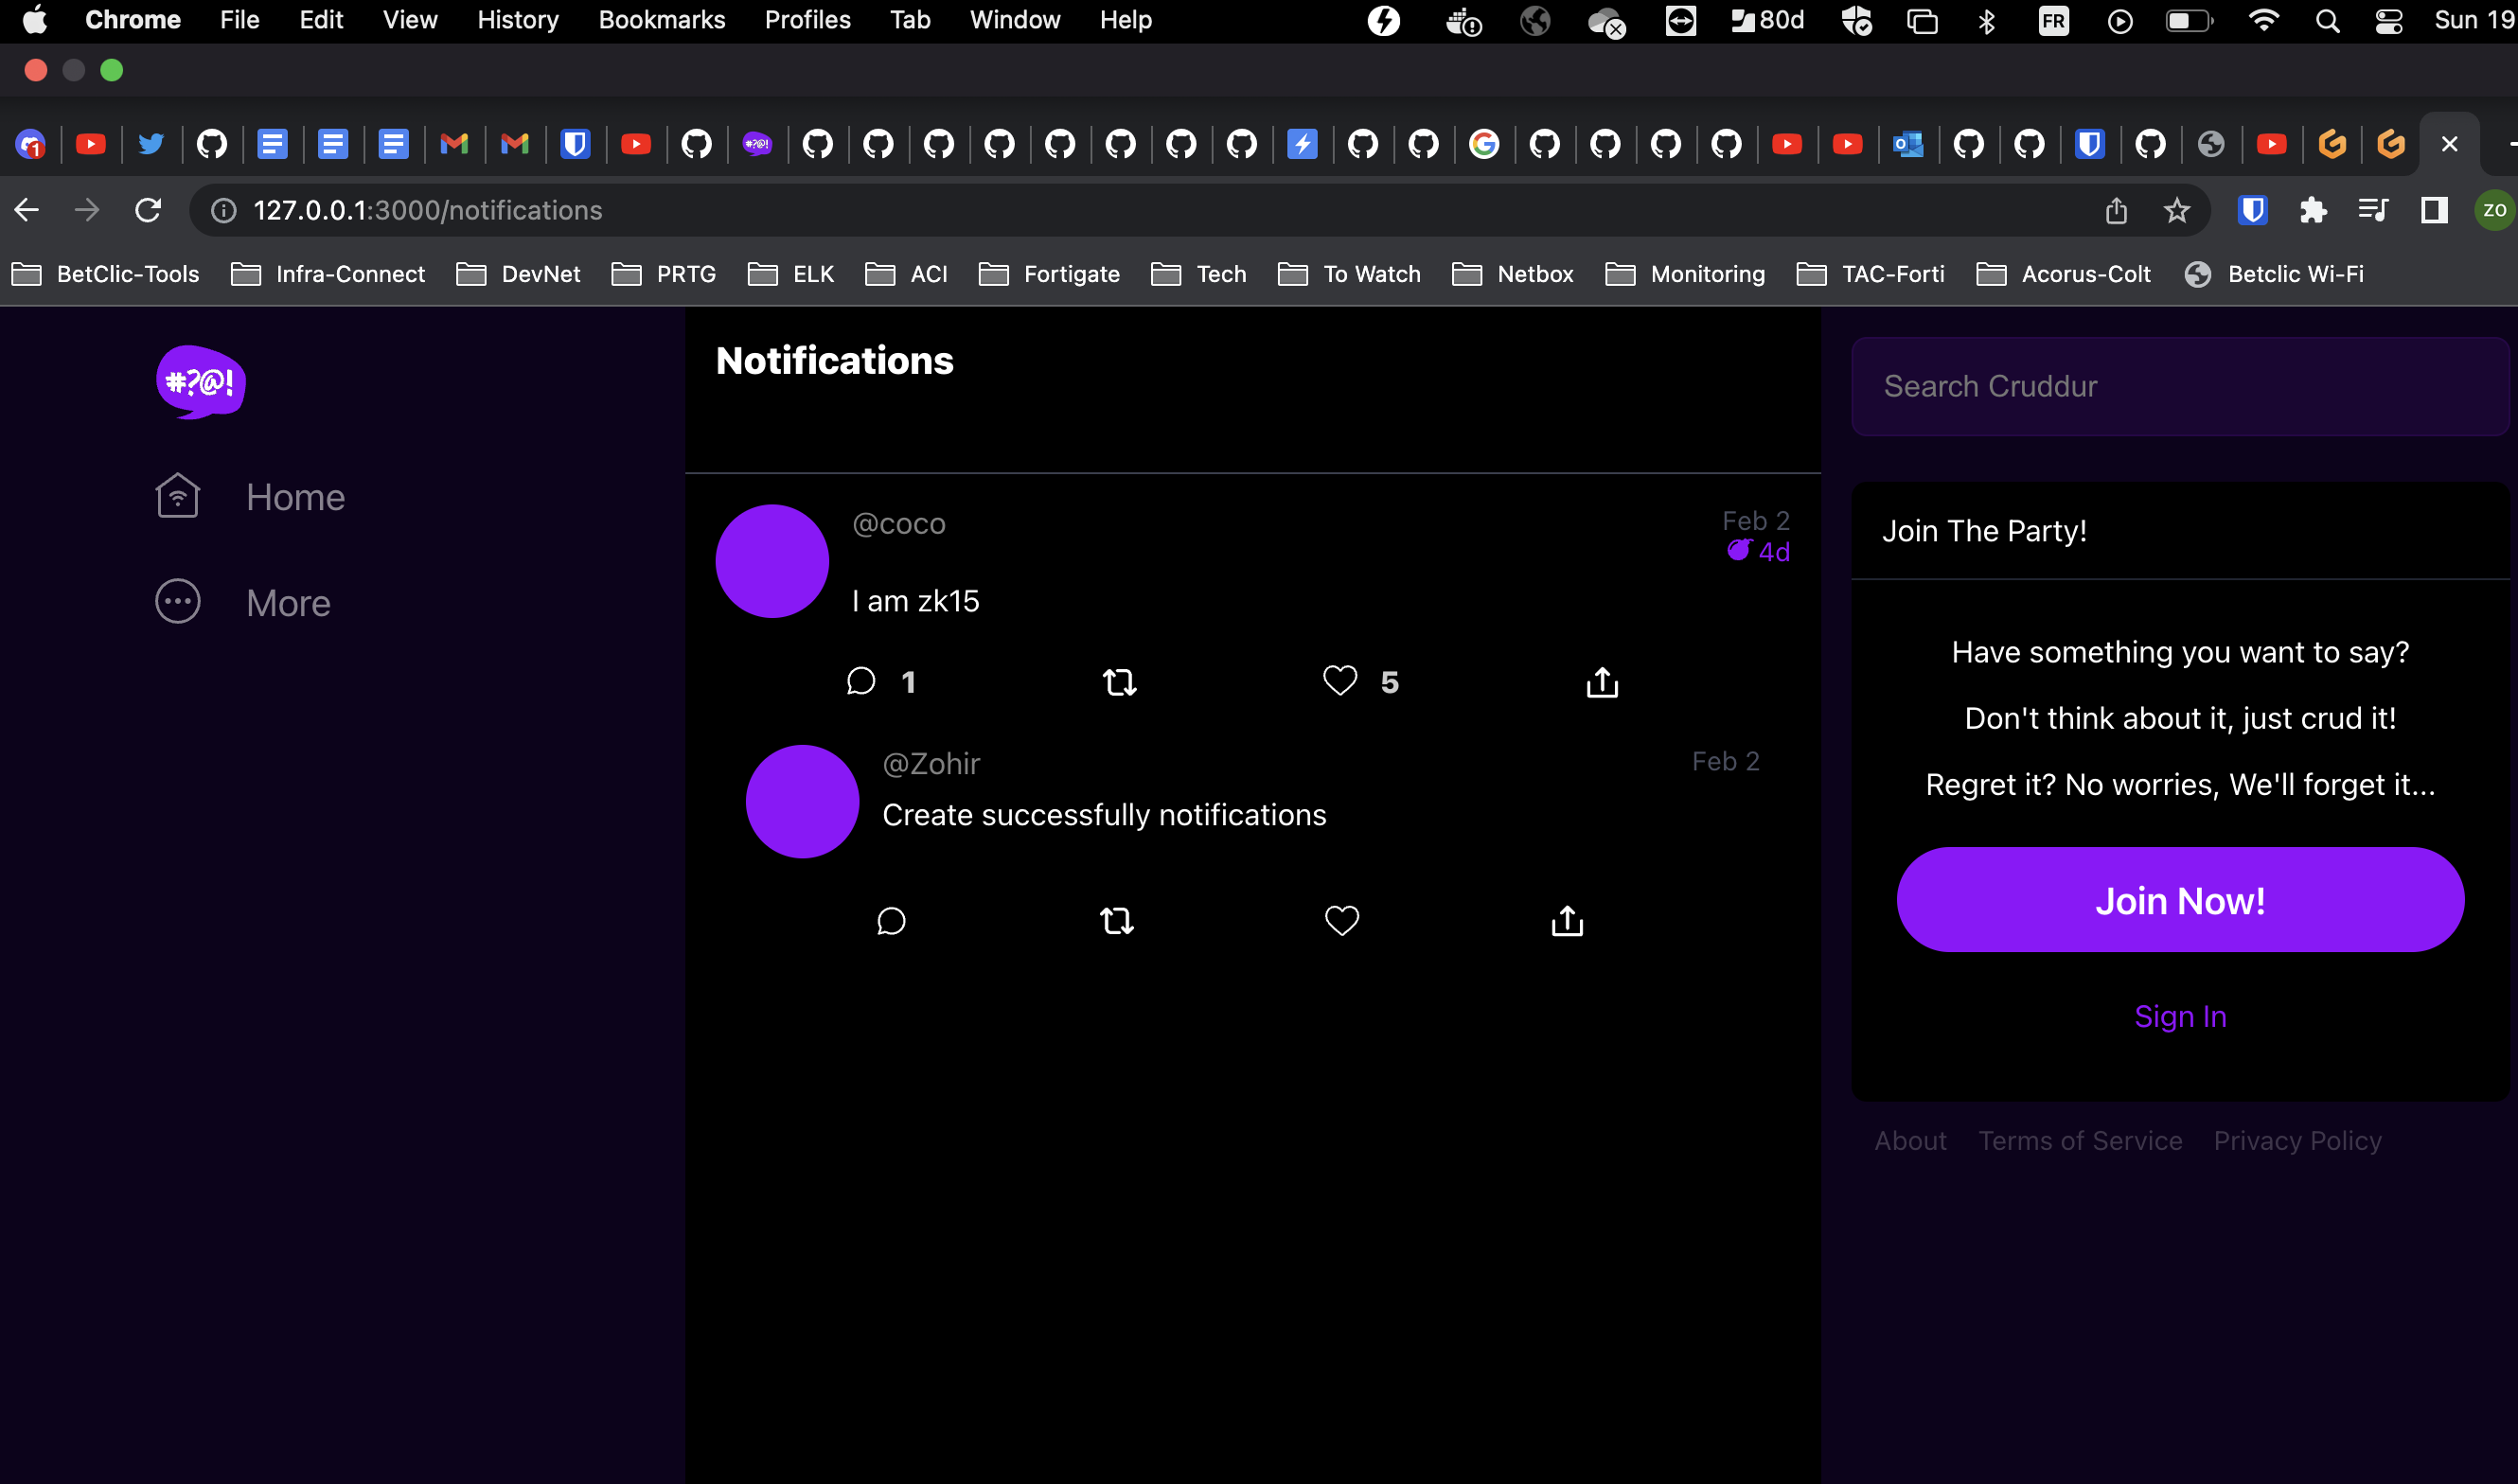 Chrome File Edit View History Bookmarks Profiles Tab Window Help 80d FR Sun 19
1 #?@!
127.0.0.1:3000/notifications ZO
BetClic-Tools Infra-Connect DevNet PRTG ELK ACI Fortigate Tech To Watch Netbox Monitoring TAC-Forti Acorus-Colt Betclic Wi-Fi
#?@!
Home
More
Notifications
@coco Feb 2
4d
I am zk15
1 5
@Zohir Feb 2
Create successfully notifications
Search Cruddur
Join The Party!
Have something you want to say?
Don't think about it, just crud it!
Regret it? No worries, We'll forget it...
Join Now!
Sign In
About Terms of Service Privacy Policy